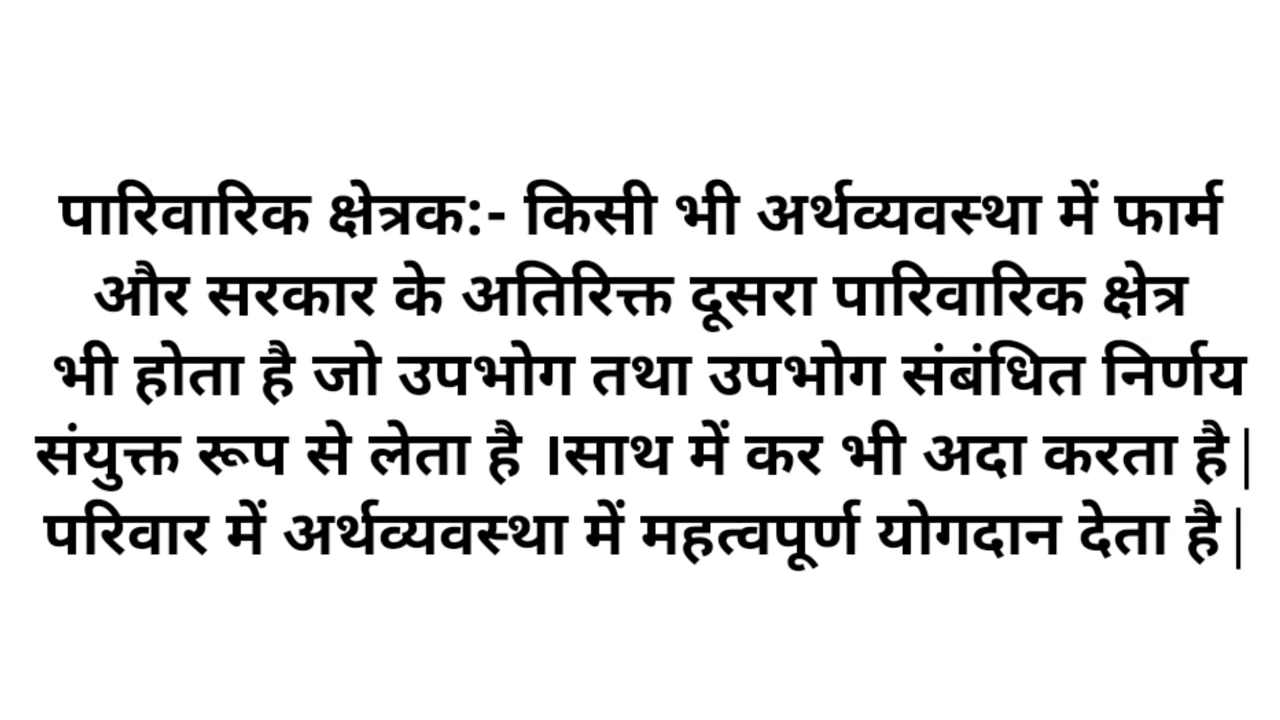 पारिवारिक क्षेत्रक:- किसी भी अर्थव्यवस्था में फार्म
और सरकार के अतिरिक्त दूसरा पारिवारिक क्षेत्र
भी होता है जो उपभोग तथा उपभोग संबंधित निर्णय
संयुक्त रूप से लेता है ।साथ में कर भी अदा करता है|
परिवार में अर्थव्यवस्था में महत्वपूर्ण योगदान देता है|